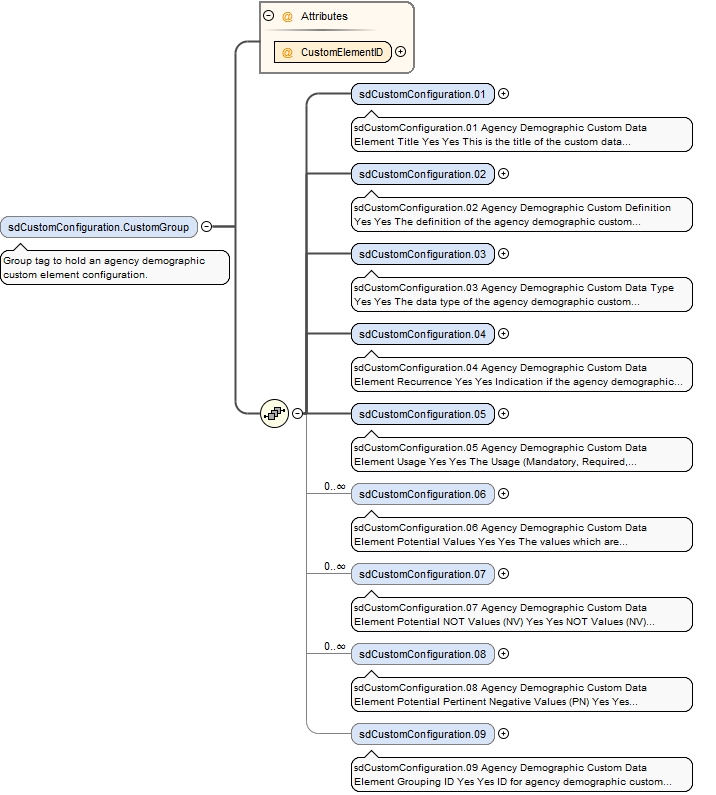 Attributes
@ CustomElementID
sdCustomConfiguration.01
sdCustomConfiguration.01 Agency Demographic Custom Data
Element Title Yes Yes This is the title of the custom data...
sdCustomConfiguration.02
sdCustomConfiguration.02 Agency Demographic Custom Definition
Yes Yes The definition of the agency demographic custom...
sdCustomConfiguration.CustomGroup
Group tag to hold an agency demographic
custom element configuration.
sdCustomConfiguration.03
sdCustomConfiguration.03 Agency Demographic Custom Data Type
Yes Yes The data type of the agency demographic custom...
sdCustomConfiguration.04
sdCustomConfiguration.04 Agency Demographic Custom Data
Element Recurrence Yes Yes Indication if the agency demographic...
sdCustomConfiguration.05
sdCustomConfiguration.05 Agency Demographic Custom Data
Element Usage Yes Yes The Usage (Mandatory, Required,...
0..∞
sdCustomConfiguration.06
sdCustomConfiguration.06 Agency Demographic Custom Data
Element Potential Values Yes Yes The values which are...
0..∞
sdCustomConfiguration.07
sdCustomConfiguration.07 Agency Demographic Custom Data
Element Potential NOT Values (NV) Yes Yes NOT Values (NV)...
0..∞
sdCustomConfiguration.08
sdCustomConfiguration.08 Agency Demographic Custom Data
Element Potential Pertinent Negative Values (PN) Yes Yes...
sdCustomConfiguration.09
sdCustomConfiguration.09 Agency Demographic Custom Data
Element Grouping ID Yes Yes ID for agency demographic custom...